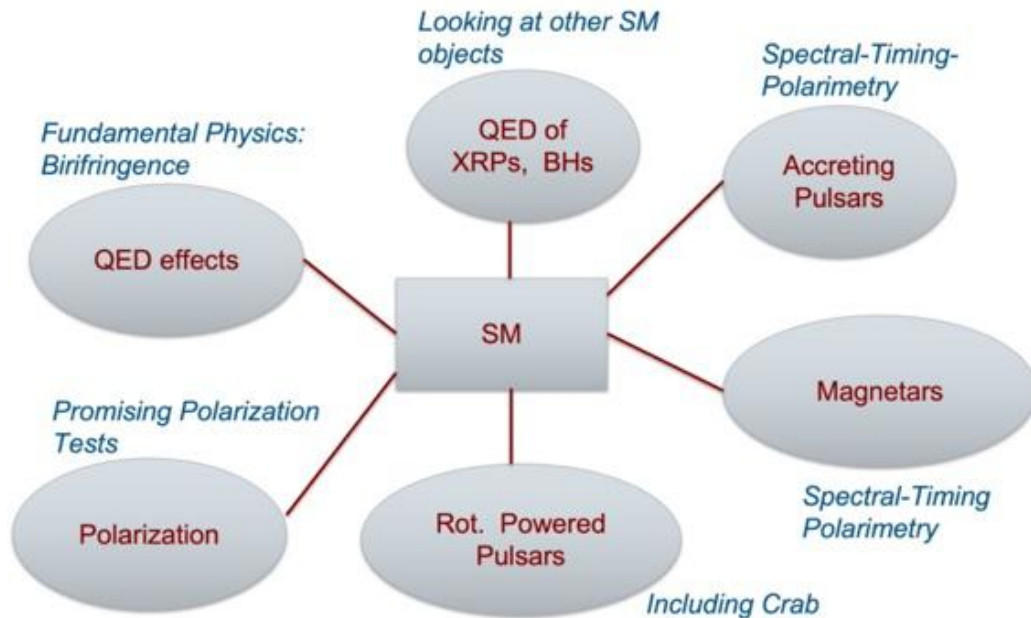 Looking at other SM
objects
QED of
XRPs, BHs
Spectral-Timing-
Polarimetry
Accreting
Pulsars
Fundamental Physics:
Birifringence
QED effects
SM
Magnetars
Spectral-Timing
Polarimetry
Promising Polarization
Tests
Polarization
Rot. Powered
Pulsars
Including Crab